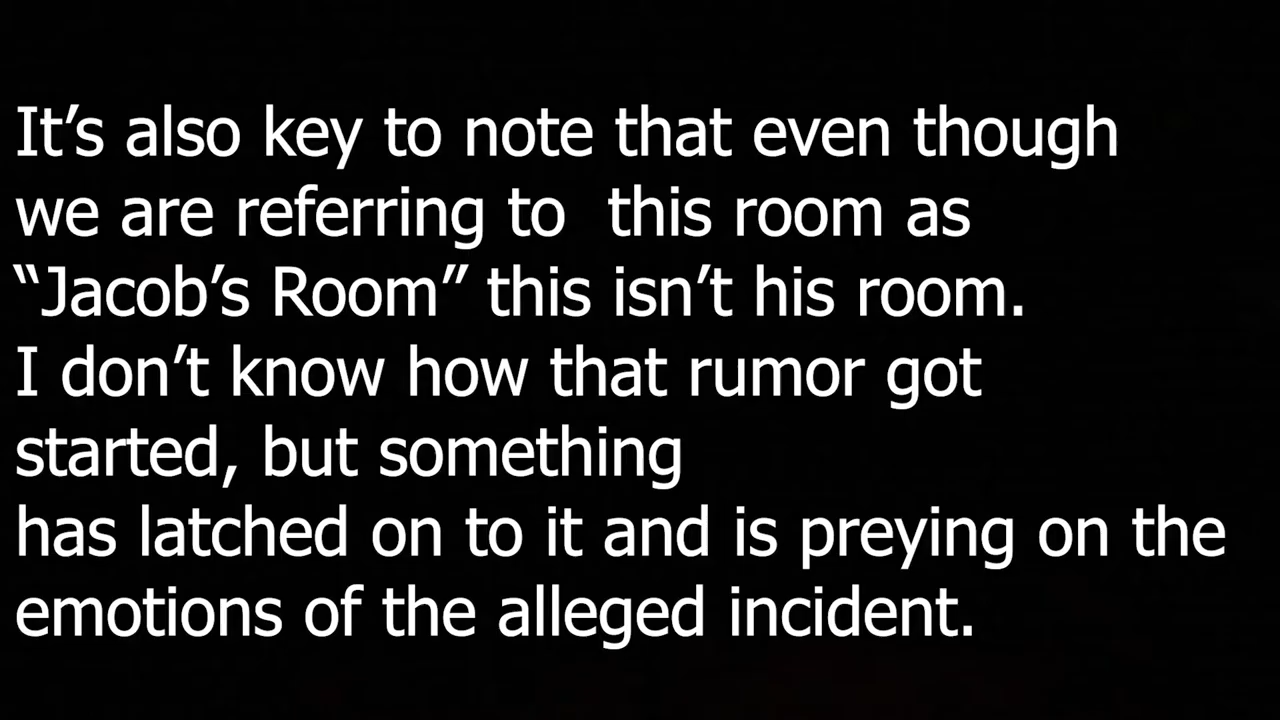 It’s also key to note that even though
we are referring to  this room as
“Jacob’s Room” this isn’t his room.
I don’t know how that rumor got
started, but something
has latched on to it and is preying on the
emotions of the alleged incident.